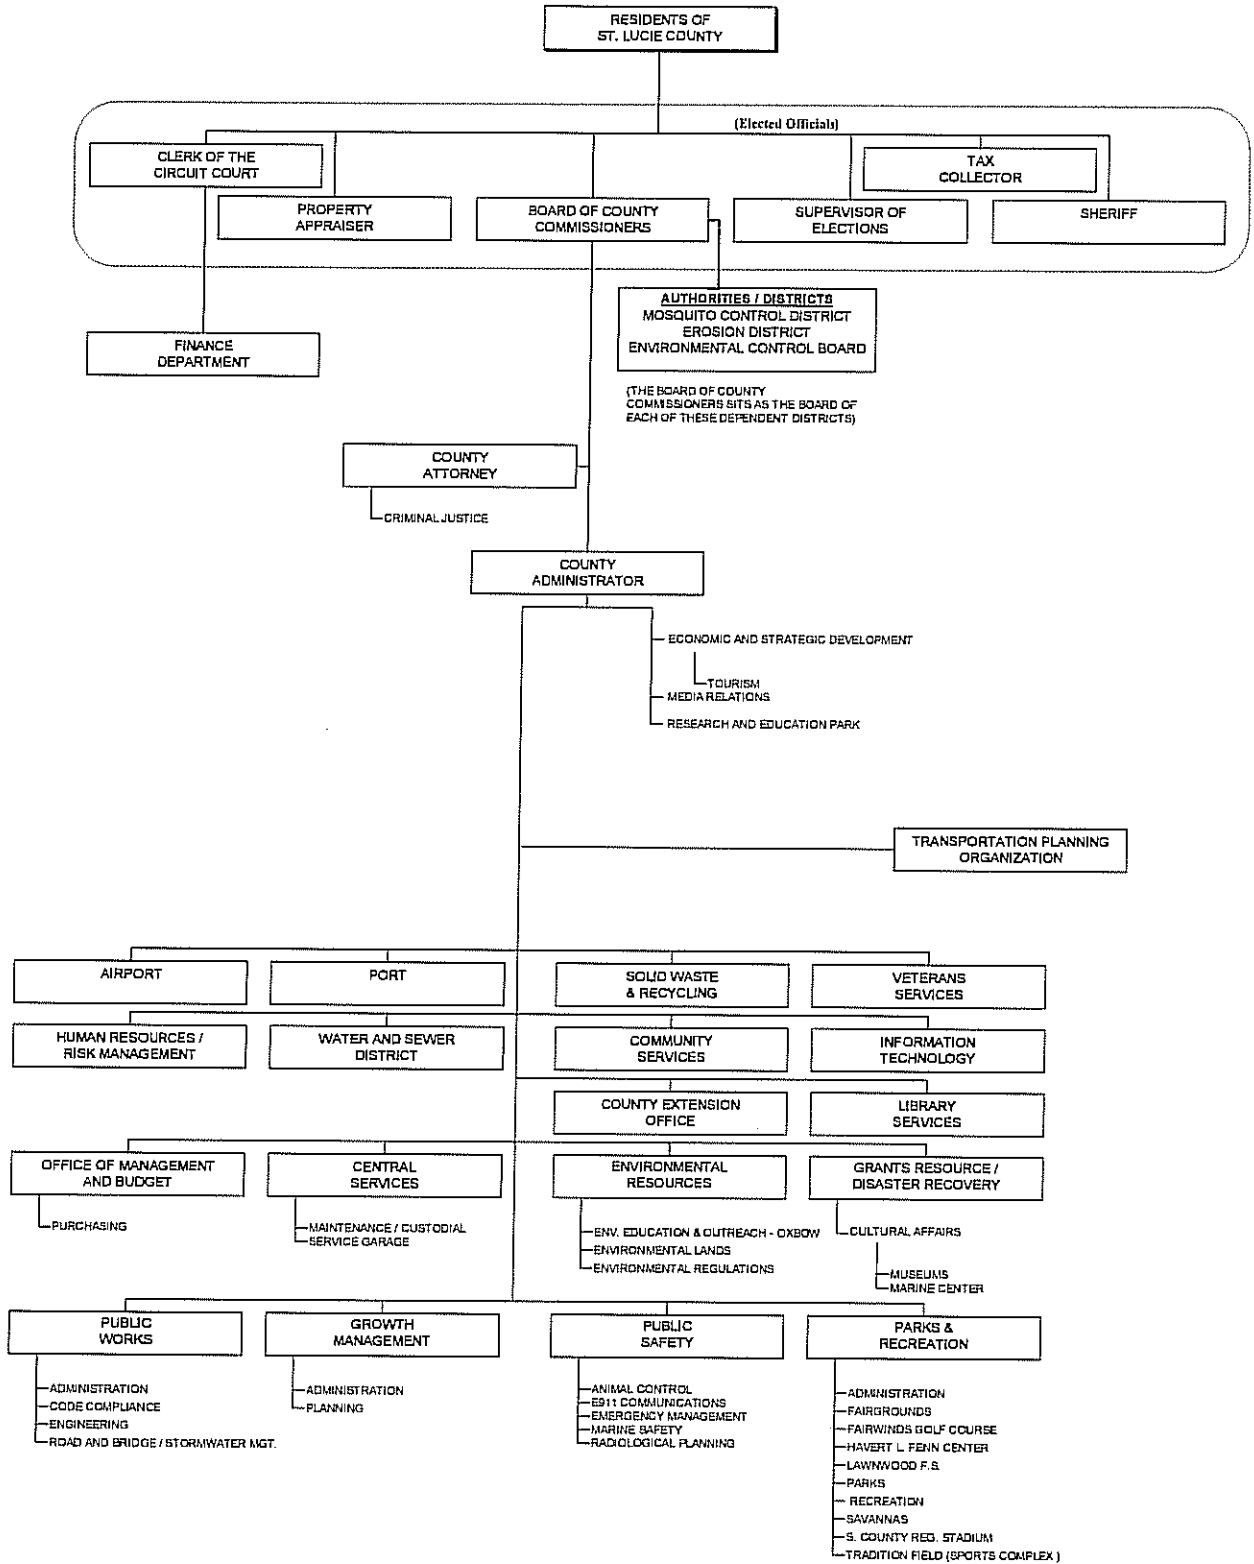 RESIDENTS OF
ST. LUCIE COUNTY
(Elected Officials)
CLERK OF THE
CIRCUIT COURT
TAX
COLLECTOR
PROPERTY
APPRAISER
BOARD OF COUNTY
COMMISSIONERS
SUPERVISOR OF
ELECTIONS
SHERIFF
AUTHORITIES / DISTRICTS
MOSQUITO CONTROL DISTRICT
EROSION DISTRICT
ENVIRONMENTAL CONTROL BOARD
FINANCE
DEPARTMENT
(THE BOARD OF COUNTY
COMMISSIONERS SITS AS THE BOARD OF
EACH OF THESE DEPENDENT DISTRICTS)
COUNTY
ATTORNEY
CRIMINAL JUSTICE
COUNTY
ADMINISTRATOR
ECONOMIC AND STRATEGIC DEVELOPMENT
TOURISM
MEDIA RELATIONS
RESEARCH AND EDUCATION PARK
TRANSPORTATION PLANNING
ORGANIZATION
AIRPORT
PORT
SOLID WASTE
& RECYCLING
VETERANS
SERVICES
HUMAN RESOURCES /
RISK MANAGEMENT
WATER AND SEWER
DISTRICT
COMMUNITY
SERVICES
INFORMATION
TECHNOLOGY
COUNTY EXTENSION
OFFICE
LIBRARY
SERVICES
OFFICE OF MANAGEMENT
AND BUDGET
PURCHASING
CENTRAL
SERVICES
MAINTENANCE / CUSTODIAL
SERVICE GARAGE
ENVIRONMENTAL
RESOURCES
ENV. EDUCATION & OUTREACH - OXBOW
ENVIRONMENTAL LANDS
ENVIRONMENTAL REGULATIONS
GRANTS RESOURCE /
DISASTER RECOVERY
CULTURAL AFFAIRS
MUSEUMS
MARINE CENTER
PUBLIC
WORKS
ADMINISTRATION
CODE COMPLIANCE
ENGINEERING
ROAD AND BRIDGE / STORMWATER MGT.
GROWTH
MANAGEMENT
ADMINISTRATION
PLANNING
PUBLIC
SAFETY
ANIMAL CONTROL
E911 COMMUNICATIONS
EMERGENCY MANAGEMENT
MARINE SAFETY
RADIOLOGICAL PLANNING
PARKS &
RECREATION
ADMINISTRATION
FAIRGROUNDS
FAIRWINDS GOLF COURSE
HAVERT L. FENN CENTER
LAWNWOOD F.S.
PARKS
RECREATION
SAVANNAS
S. COUNTY REG. STADIUM
TRADITION FIELD (SPORTS COMPLEX )